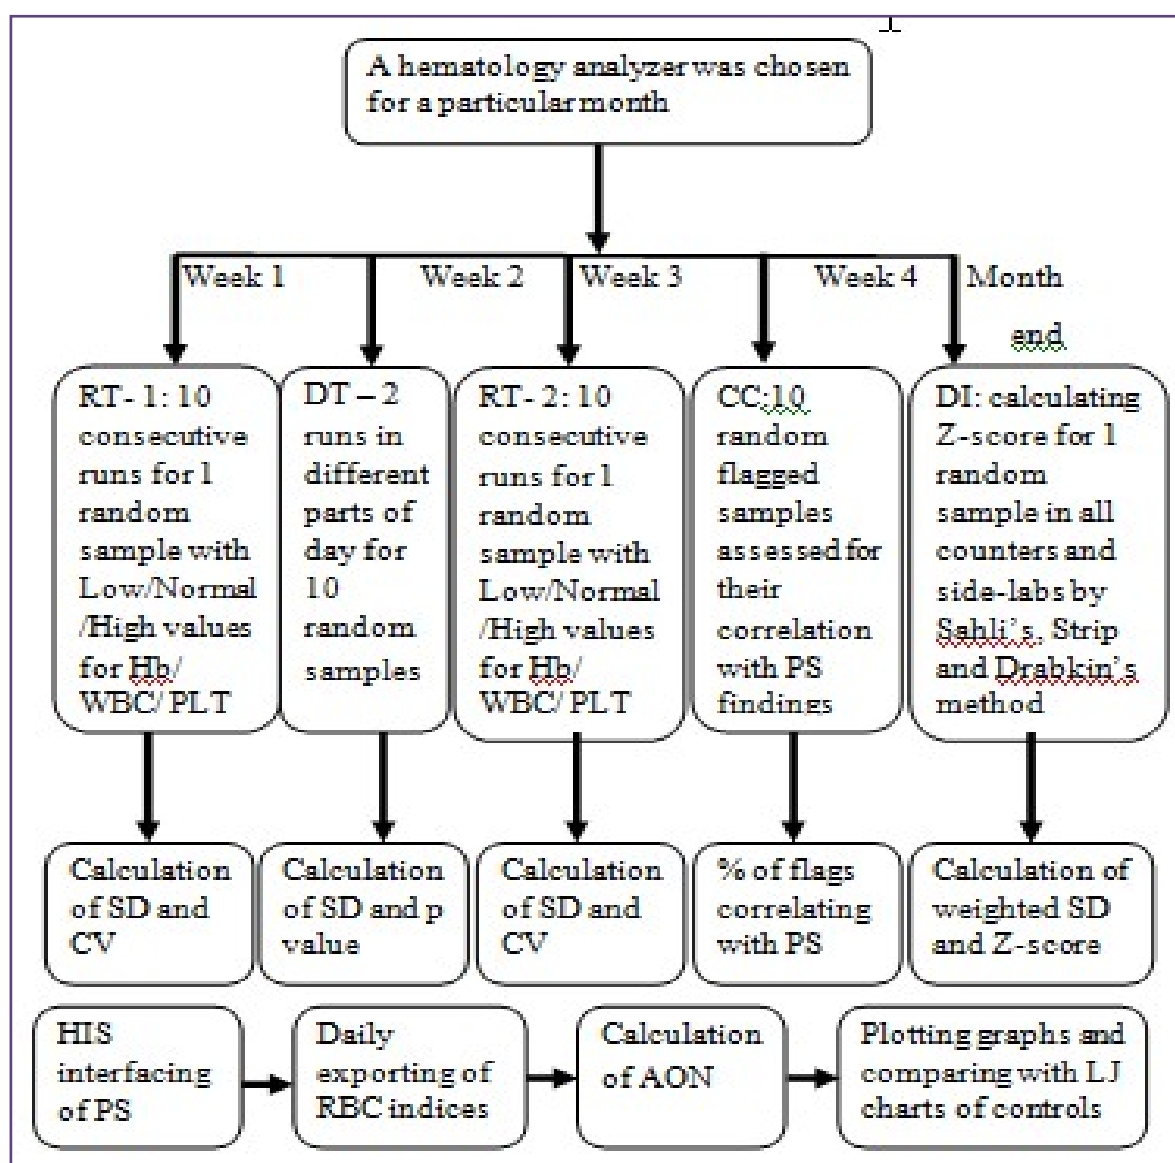 A hematology analyzer was chosen
for a particular month
Week 1
Week 2
Week 3
Week 4
Month
end
RT- 1: 10
consecutive
runs for 1
random
sample with
Low/Normal
/High values
for Hb/
WBC/ PLT
DT – 2
runs in
different
parts of
day for
10
random
samples
RT- 2: 10
consecutive
runs for 1
random
sample with
Low/Normal
/High values
for Hb/
WBC/ PLT
CC:10
random
flagged
samples
assessed for
their
correlation
with PS
findings
DI: calculating
Z-score for 1
random
sample in all
counters and
side-labs by
Sahli's, Strip
and Drabkin's
method
Calculation
of SD and
CV
Calculation
of SD and p
value
Calculation
of SD and
CV
% of flags
correlating
with PS
Calculation of
weighted SD
and Z-score
HIS
interfacing
of PS
Daily
exporting of
RBC indices
Calculation
of AON
Plotting graphs and
comparing with LJ
charts of controls